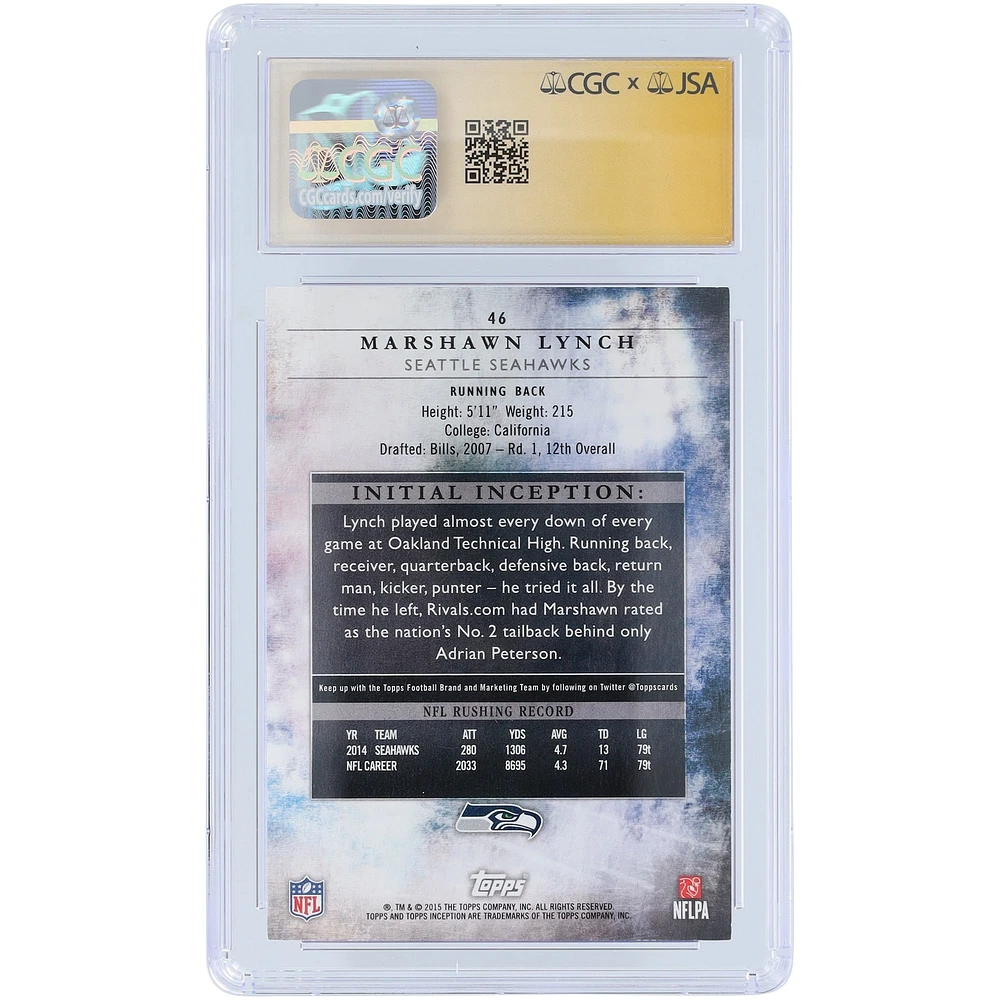 CGC x JSA
CGC
CGCcards.com/verify
46
MARSHAWN LYNCH
SEATTLE SEAHAWKS
RUNNING BACK
Height: 5'11" Weight: 215
College: California
Drafted: Bills, 2007 – Rd. 1, 12th Overall
INITIAL INCEPTION:
Lynch played almost every down of every
game at Oakland Technical High. Running back,
receiver, quarterback, defensive back, return
man, kicker, punter – he tried it all. By the
time he left, Rivals.com had Marshawn rated
as the nation's No. 2 tailback behind only
Adrian Peterson.
Keep up with the Topps Football Brand and Marketing Team by following on Twitter @Toppscards
NFL RUSHING RECORD
YR TEAM ATT YDS AVG TD LG
2014 SEAHAWKS 280 1306 4.7 13 79t
NFL CAREER 2033 8695 4.3 71 79t
NFL
Topps
NFLPA
®, TM & © 2015 THE TOPPS COMPANY, INC. ALL RIGHTS RESERVED.
TOPPS AND TOPPS INCEPTION ARE TRADEMARKS OF THE TOPPS COMPANY, INC.